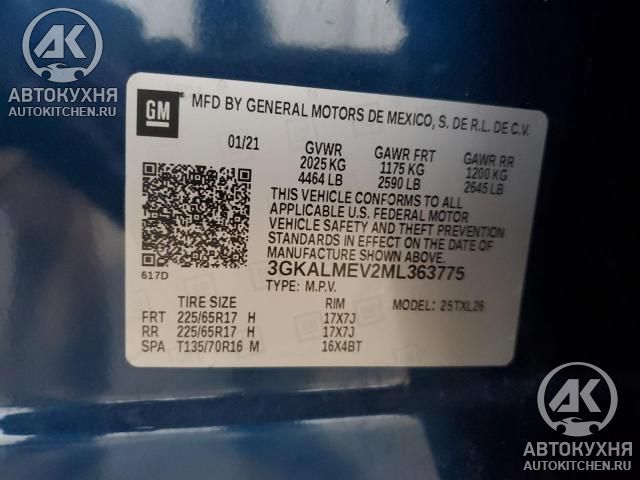 АК
АВТОКУХНЯ
AUTOKITCHEN.RU
GM
MFD BY GENERAL MOTORS DE MEXICO, S. DE R.L. DE C.V.
01/21 GVWR GAWR FRT GAWR RR
2025 KG 1175 KG 1200 KG
4464 LB 2590 LB 2645 LB
THIS VEHICLE CONFORMS TO ALL
APPLICABLE U.S. FEDERAL MOTOR
VEHICLE SAFETY AND THEFT PREVENTION
STANDARDS IN EFFECT ON THE DATE OF
MANUFACTURE SHOWN ABOVE.
617D
3GKALMEV2ML363775
TYPE: M.P.V. MODEL: 25TXL26
TIRE SIZE RIM
FRT 225/65R17 H 17X7J
RR 225/65R17 H 17X7J
SPA T135/70R16 M 16X4BT
АК
АВТОКУХНЯ
AUTOKITCHEN.RU